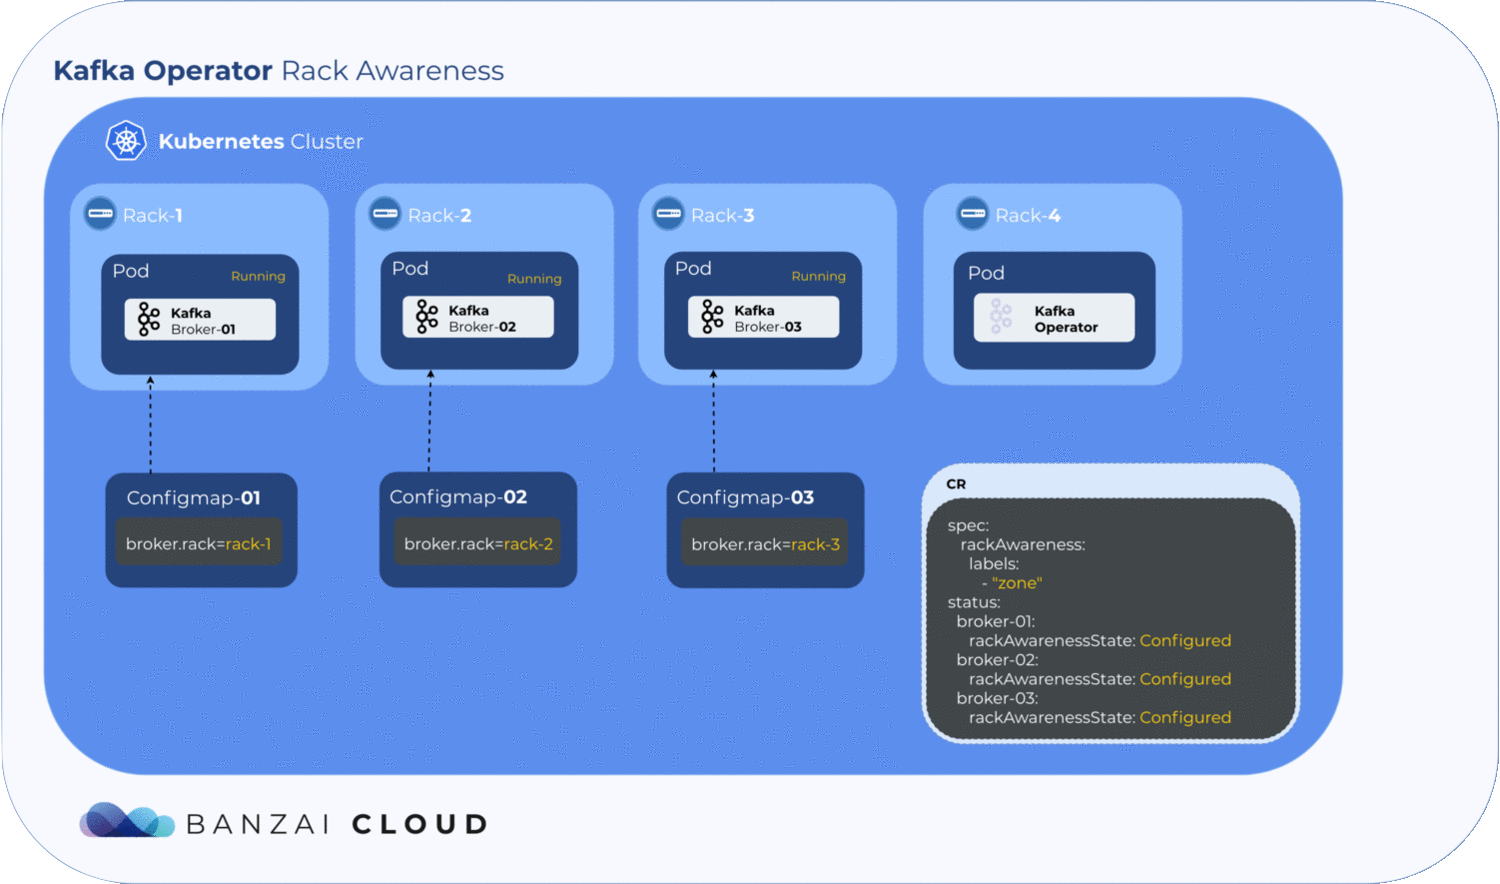 Kafka Operator Rack Awareness
Kubernetes Cluster
Rack-1
Pod
Running
Kafka
Broker-01
Rack-2
Pod
Running
Kafka
Broker-02
Rack-3
Pod
Running
Kafka
Broker-03
Rack-4
Pod
Kafka
Operator
Configmap-01
broker.rack=rack-1
Configmap-02
broker.rack=rack-2
Configmap-03
broker.rack=rack-3
CR
spec:
rackAwareness:
labels:
- "zone"
status:
broker-01:
rackAwarenessState: Configured
broker-02:
rackAwarenessState: Configured
broker-03:
rackAwarenessState: Configured
BANZAI CLOUD